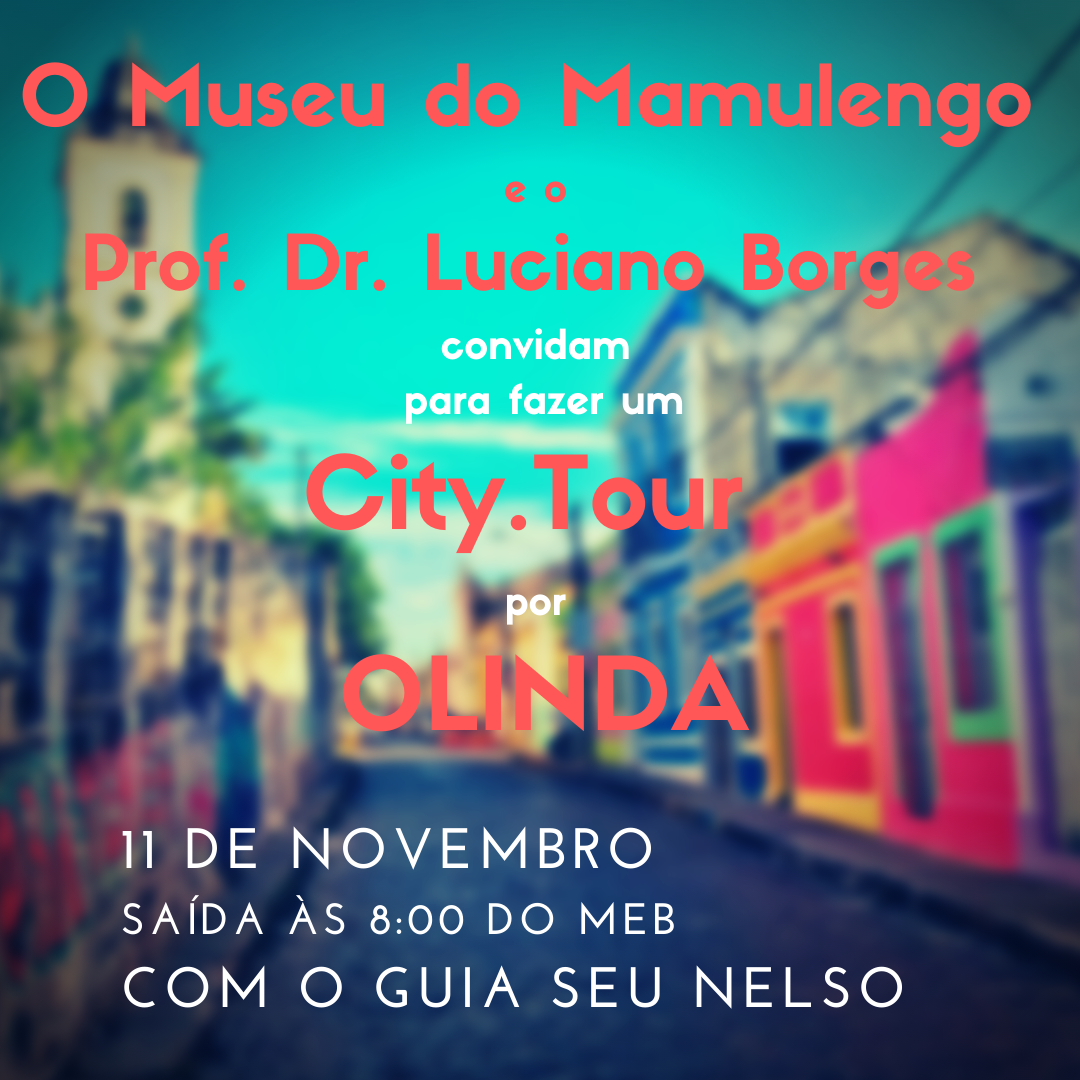 O Museu do Mamulengo
e o
Prof. Dr. Luciano Borges
convidam
para fazer um
City.Tour
por
OLINDA
11 DE NOVEMBRO
SAÍDA ÀS 8:00 DO MEB
COM O GUIA SEU NELSO